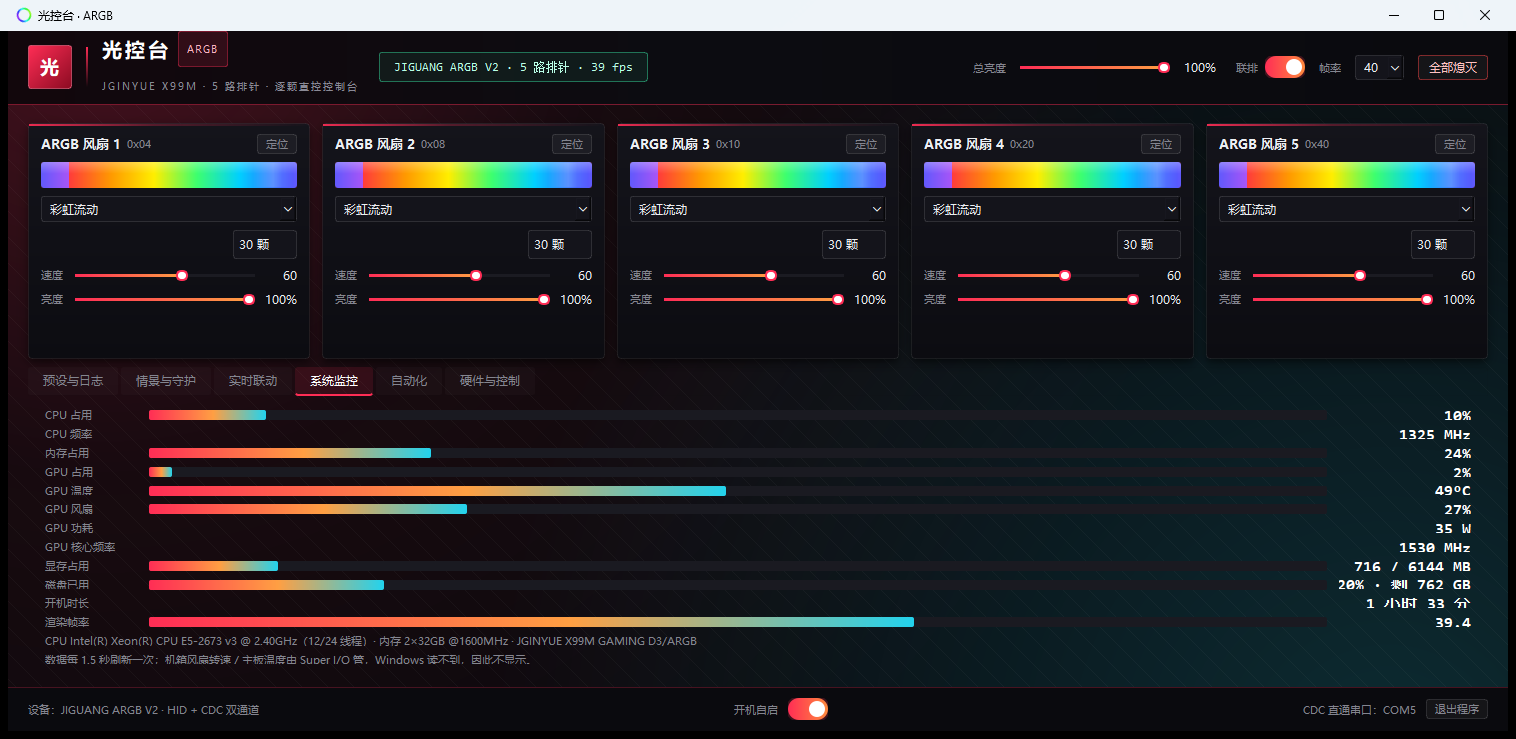 光控台 · ARGB
光
光控台 ARGB
JGINYUE X99M · 5 路排针 · 逐颗直控控制台
JIGUANG ARGB V2 · 5 路排针 · 39 fps
总亮度 100% 联排 帧率 40 全部熄灭
ARGB 风扇 1 0x04 定位
彩虹流动
30 颗
速度 60
亮度 100%
ARGB 风扇 2 0x08 定位
彩虹流动
30 颗
速度 60
亮度 100%
ARGB 风扇 3 0x10 定位
彩虹流动
30 颗
速度 60
亮度 100%
ARGB 风扇 4 0x20 定位
彩虹流动
30 颗
速度 60
亮度 100%
ARGB 风扇 5 0x40 定位
彩虹流动
30 颗
速度 60
亮度 100%
预设与日志 情景与守护 实时联动 系统监控 自动化 硬件与控制
CPU 占用 10%
CPU 频率 1325 MHz
内存占用 24%
GPU 占用 2%
GPU 温度 49°C
GPU 风扇 27%
GPU 功耗 35 W
GPU 核心频率 1530 MHz
显存占用 716 / 6144 MB
磁盘已用 20% · 剩 762 GB
开机时长 1 小时 33 分
渲染帧率 39.4
CPU Intel(R) Xeon(R) CPU E5-2673 v3 @ 2.40GHz（12/24 线程）· 内存 2×32GB @1600MHz · JGINYUE X99M GAMING D3/ARGB
数据每 1.5 秒刷新一次；机箱风扇转速 / 主板温度由 Super I/O 管，Windows 读不到，因此不显示。
设备：JIGUANG ARGB V2 · HID + CDC 双通道
开机自启
CDC 直通串口：COM5 退出程序